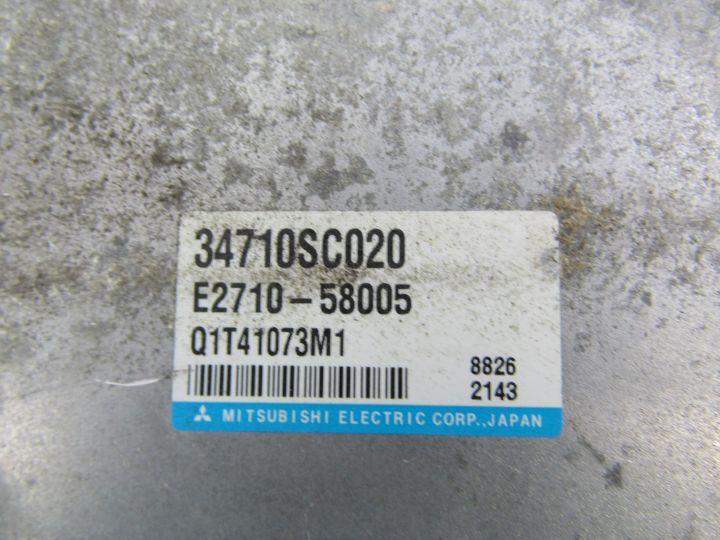 34710SC020
E2710-58005
Q1T41073M1
8826
2143
MITSUBISHI ELECTRIC CORP.,JAPAN